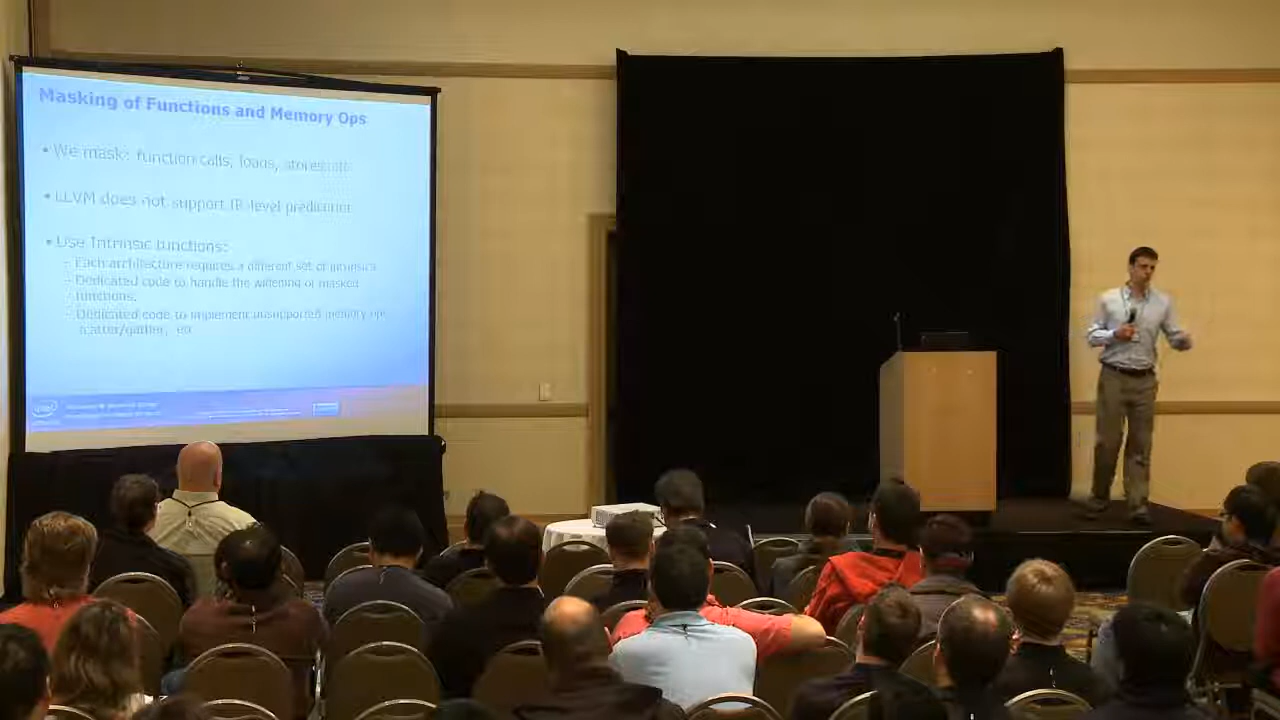 Masking of Functions and Memory Ops
• We mask: function calls, loads, stores
• LLVM does not support IR-level predication
• Use Intrinsic functions:
– Each architecture requires a different set of intrinsics
– Dedicated code to handle the widening of masked
functions.
– Dedicated code to implement unsupported memory ops
scatter/gather,
intel